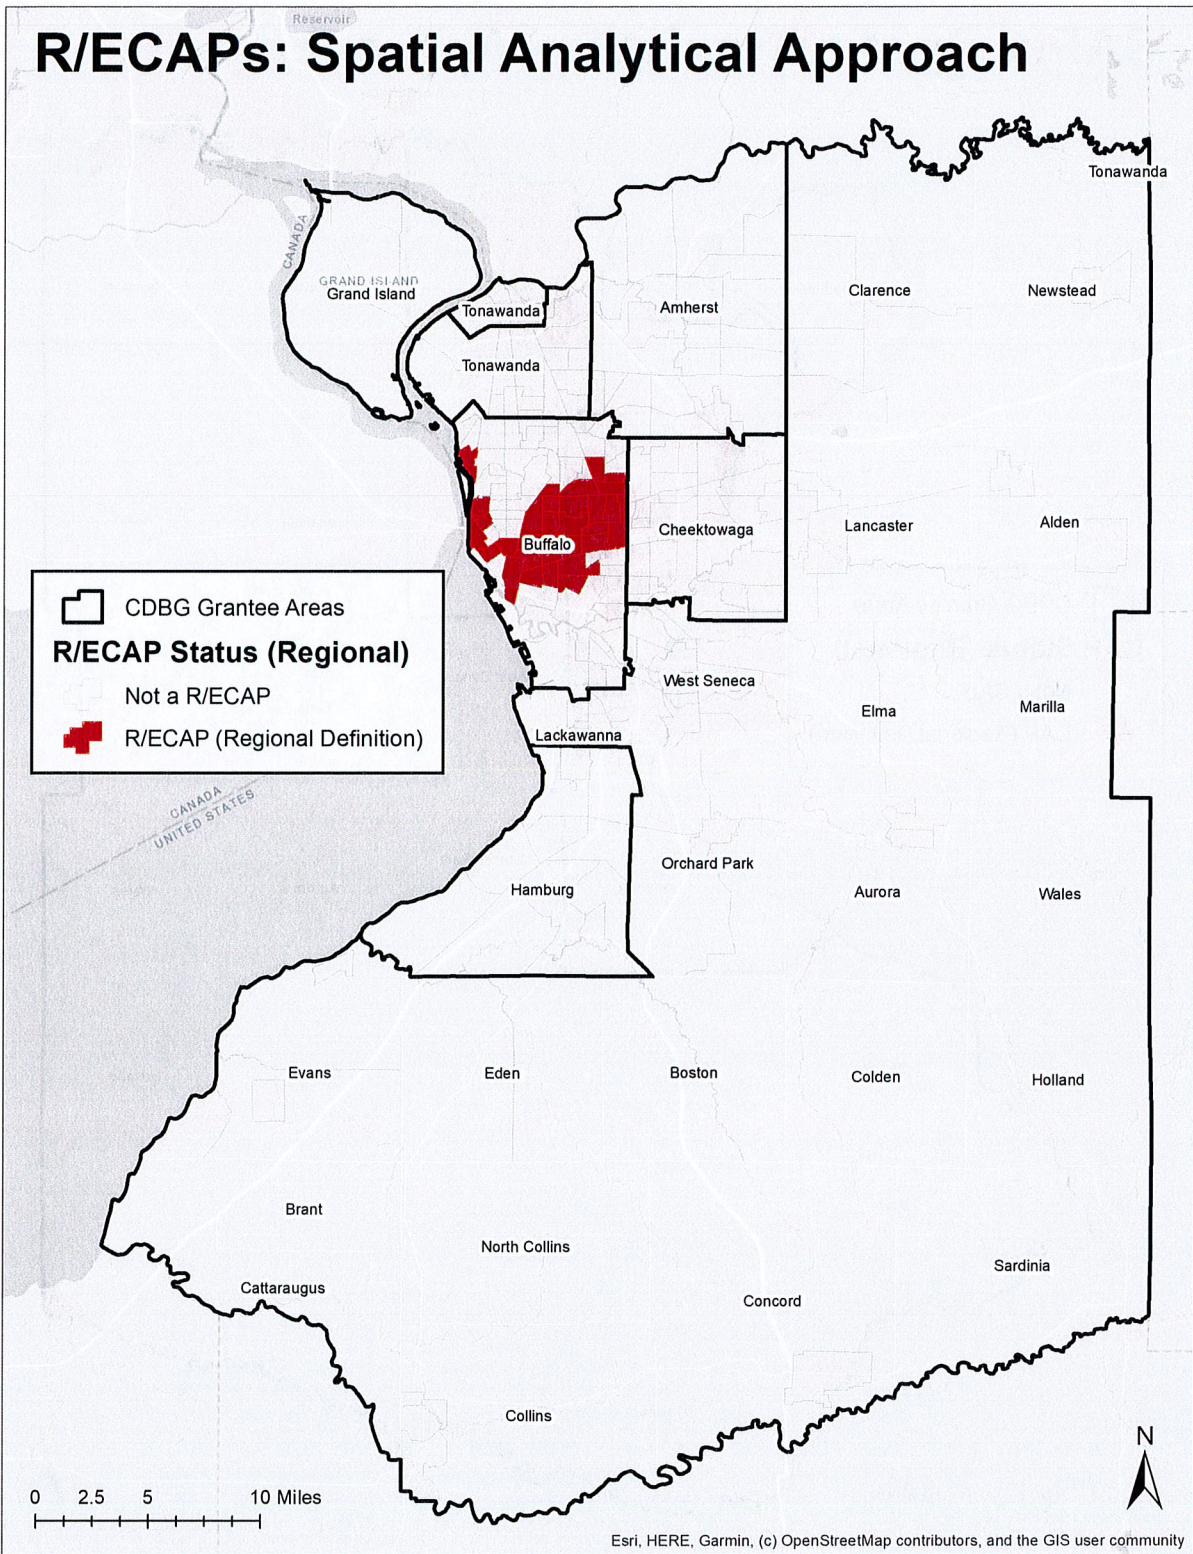 Reservoir
R/ECAPs: Spatial Analytical Approach
Tonawanda
CANADA
GRAND ISLAND
Grand Island
Clarence
Newstead
Amherst
Tonawanda
Tonawanda
Cheektowaga
Lancaster
Alden
Buffalo
CDBG Grantee Areas
R/ECAP Status (Regional)
Not a R/ECAP
R/ECAP (Regional Definition)
West Seneca
Elma
Marilla
Lackawanna
CANADA
UNITED STATES
Orchard Park
Hamburg
Aurora
Wales
Evans
Eden
Boston
Colden
Holland
Brant
North Collins
Sardinia
Cattaraugus
Concord
Collins
N
0 2.5 5 10 Miles
Esri, HERE, Garmin, (c) OpenStreetMap contributors, and the GIS user community